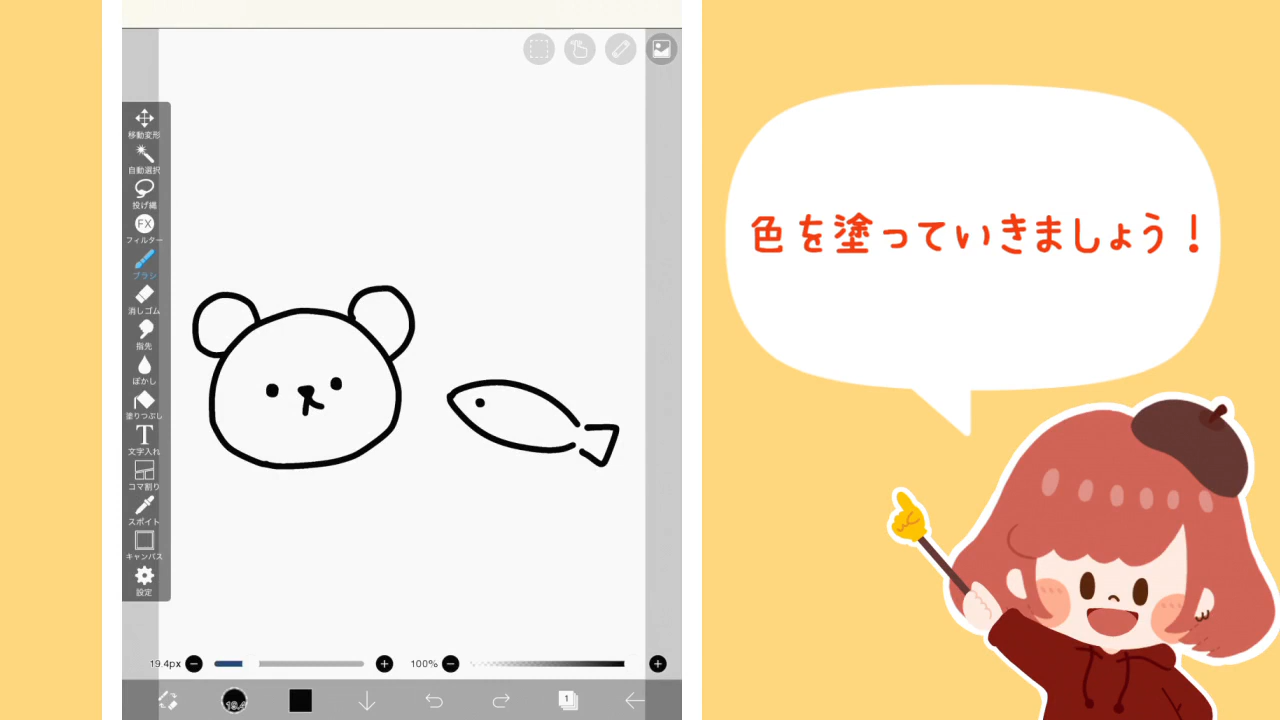 移動変形
自動選択
投げ縄
FX
フィルター
ブラシ
消しゴム
指先
ぼかし
塗りつぶし
T
文字入れ
コマ割り
スポイト
キャンバス
設定
19.4px
100%
19.4
1
色を塗っていきましょう!